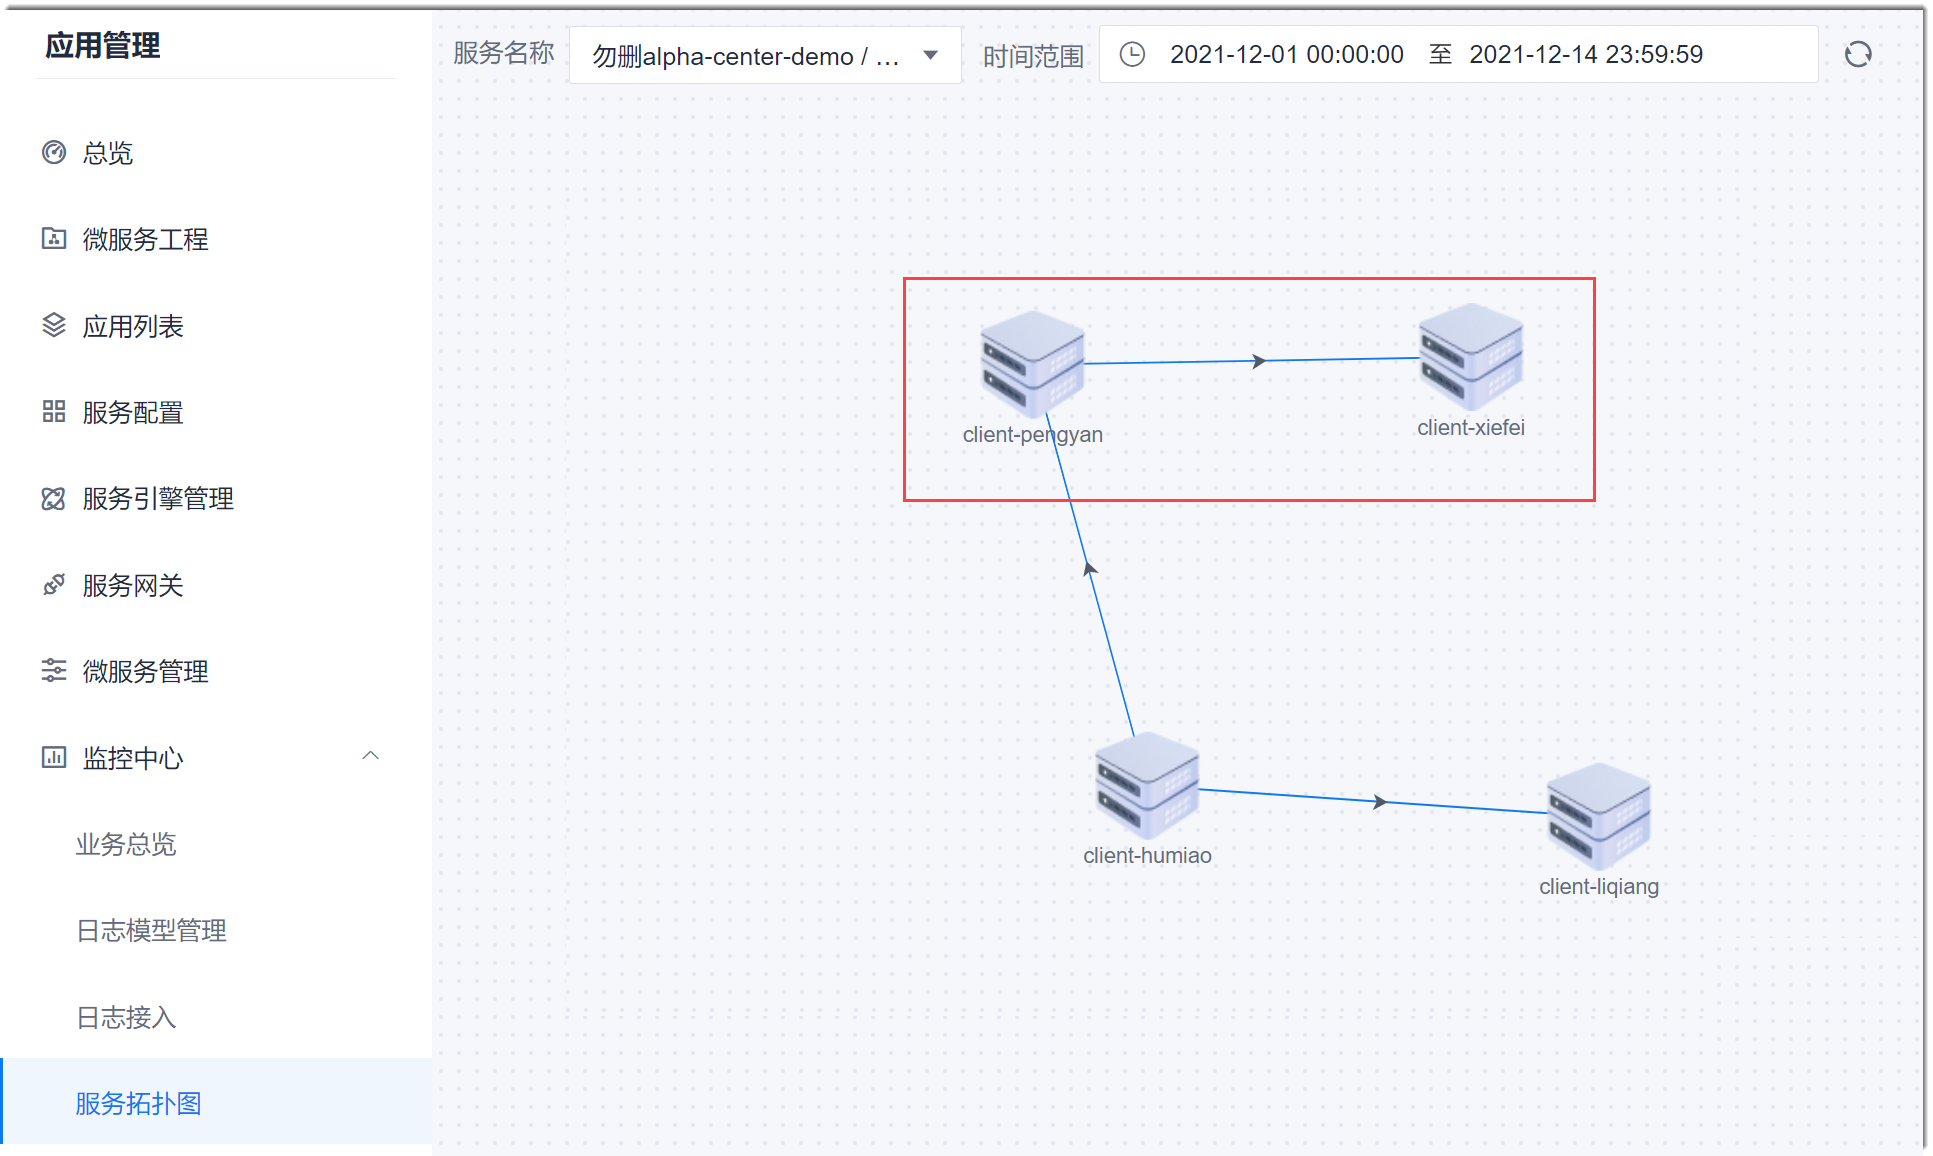 应用管理
总览
微服务工程
应用列表
服务配置
服务引擎管理
服务网关
微服务管理
监控中心
业务总览
日志模型管理
日志接入
服务拓扑图
服务名称 勿删alpha-center-demo / ... 时间范围 2021-12-01 00:00:00 至 2021-12-14 23:59:59
client-pengyan
client-xiefei
client-humiao
client-liqiang